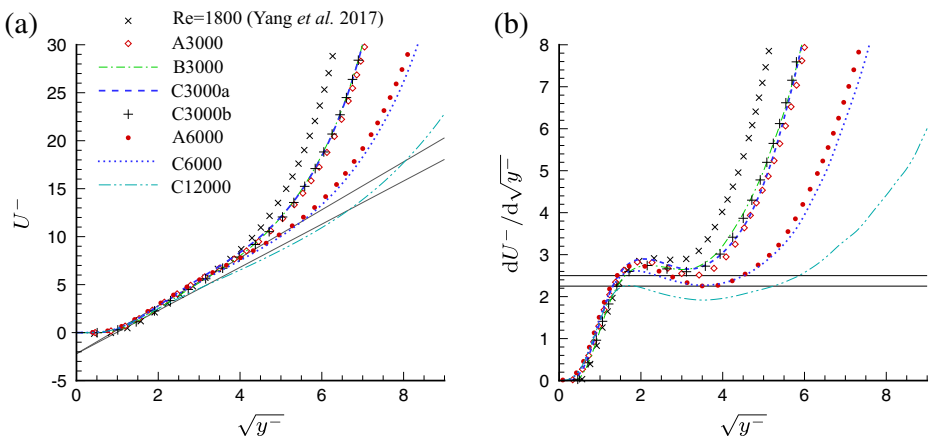 (a)
Re=1800 (Yang et al. 2017)
A3000
B3000
C3000a
C3000b
A6000
C6000
C12000
30
25
20
15
10
5
0
-5
U⁻
0 2 4 6 8
√y⁻
(b)
8
7
6
5
4
3
2
1
0
dU⁻/d√y⁻
0 2 4 6 8
√y⁻